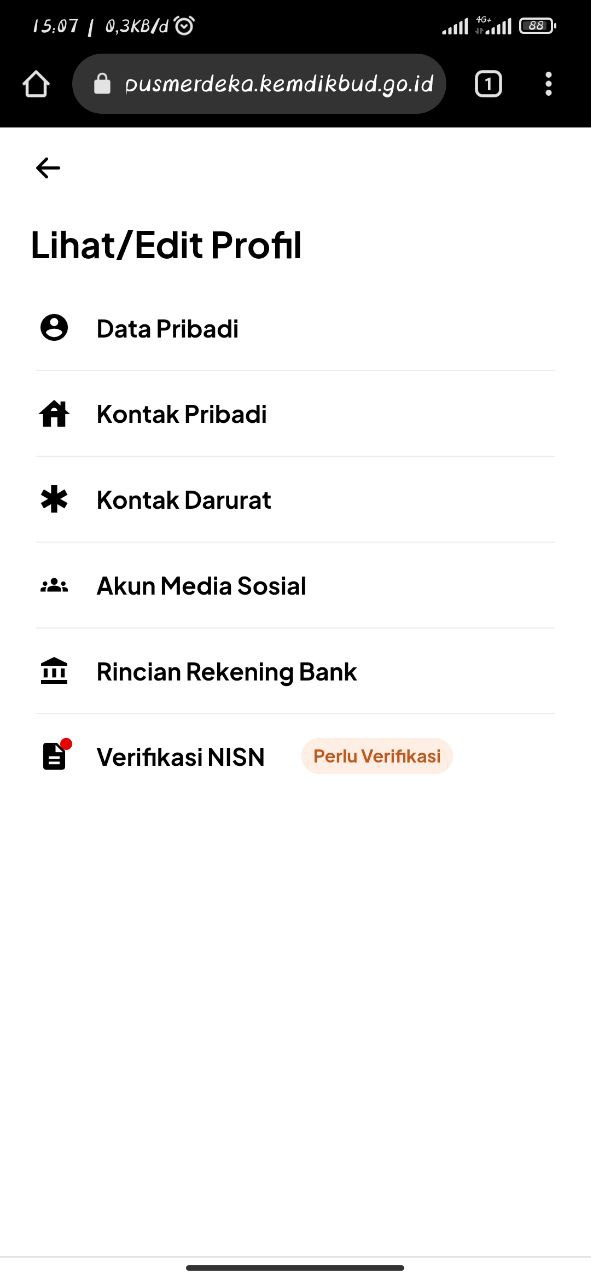 15:07 | 0,3KB/d
4G+
88
pusmerdeka.kemdikbud.go.id
1
Lihat/Edit Profil
Data Pribadi
Kontak Pribadi
Kontak Darurat
Akun Media Sosial
Rincian Rekening Bank
Verifikasi NISN Perlu Verifikasi